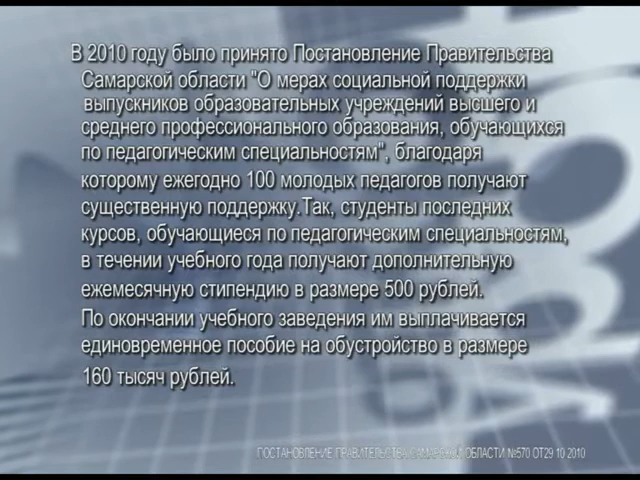 В 2010 году было принято Постановление Правительства
Самарской области "О мерах социальной поддержки
выпускников образовательных учреждений высшего и
среднего профессионального образования, обучающихся
по педагогическим специальностям", благодаря
которому ежегодно 100 молодых педагогов получают
существенную поддержку.Так, студенты последних
курсов, обучающиеся по педагогическим специальностям,
в течении учебного года получают дополнительную
ежемесячную стипендию в размере 500 рублей.
По окончании учебного заведения им выплачивается
единовременное пособие на обустройство в размере
160 тысяч рублей.
ПОСТАНОВЛЕНИЕ ПРАВИТЕЛЬСТВА САМАРСКОЙ ОБЛАСТИ №570 ОТ29 10 2010